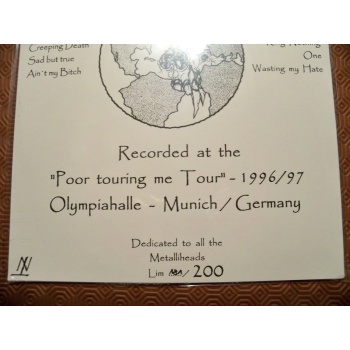 Creeping Death
Sad but true
Ain't my Bitch
One
Wasting my Hate
Recorded at the
"Poor touring me Tour" - 1996/97
Olympiahalle - Munich / Germany
Dedicated to all the
Metalliheads
Lim / 200